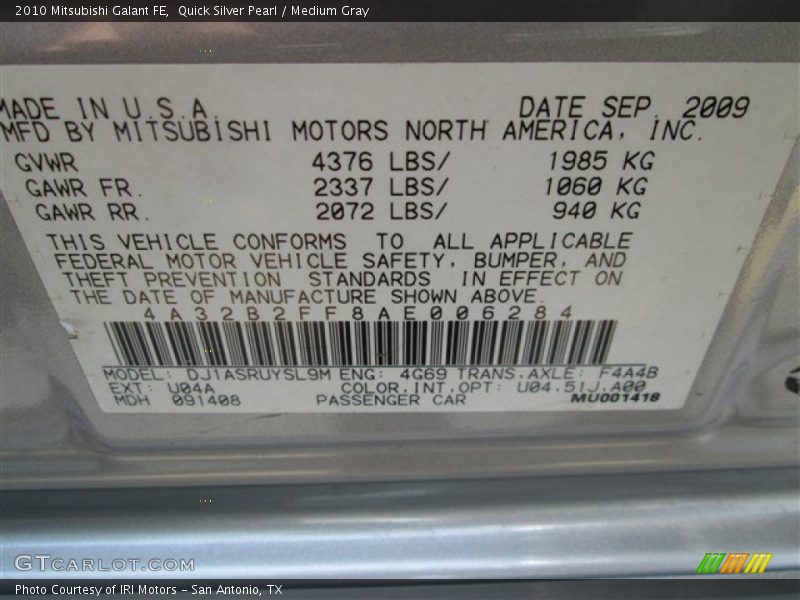 2010 Mitsubishi Galant FE, Quick Silver Pearl / Medium Gray
MADE IN U.S.A. DATE SEP. 2009
MFD BY MITSUBISHI MOTORS NORTH AMERICA, INC.
GVWR 4376 LBS/ 1985 KG
GAWR FR. 2337 LBS/ 1060 KG
GAWR RR. 2072 LBS/ 940 KG
THIS VEHICLE CONFORMS TO ALL APPLICABLE
FEDERAL MOTOR VEHICLE SAFETY, BUMPER, AND
THEFT PREVENTION STANDARDS IN EFFECT ON
THE DATE OF MANUFACTURE SHOWN ABOVE.
4A32B2FF8AE006284
MODEL: DJ1ASRUYSL9M ENG: 4G69 TRANS.AXLE: F4A4B
EXT: U04A COLOR.INT.OPT: U04.51J.A00
MDH 091408 PASSENGER CAR MU001418
GTCARLOT.COM
Photo Courtesy of IRI Motors - San Antonio, TX